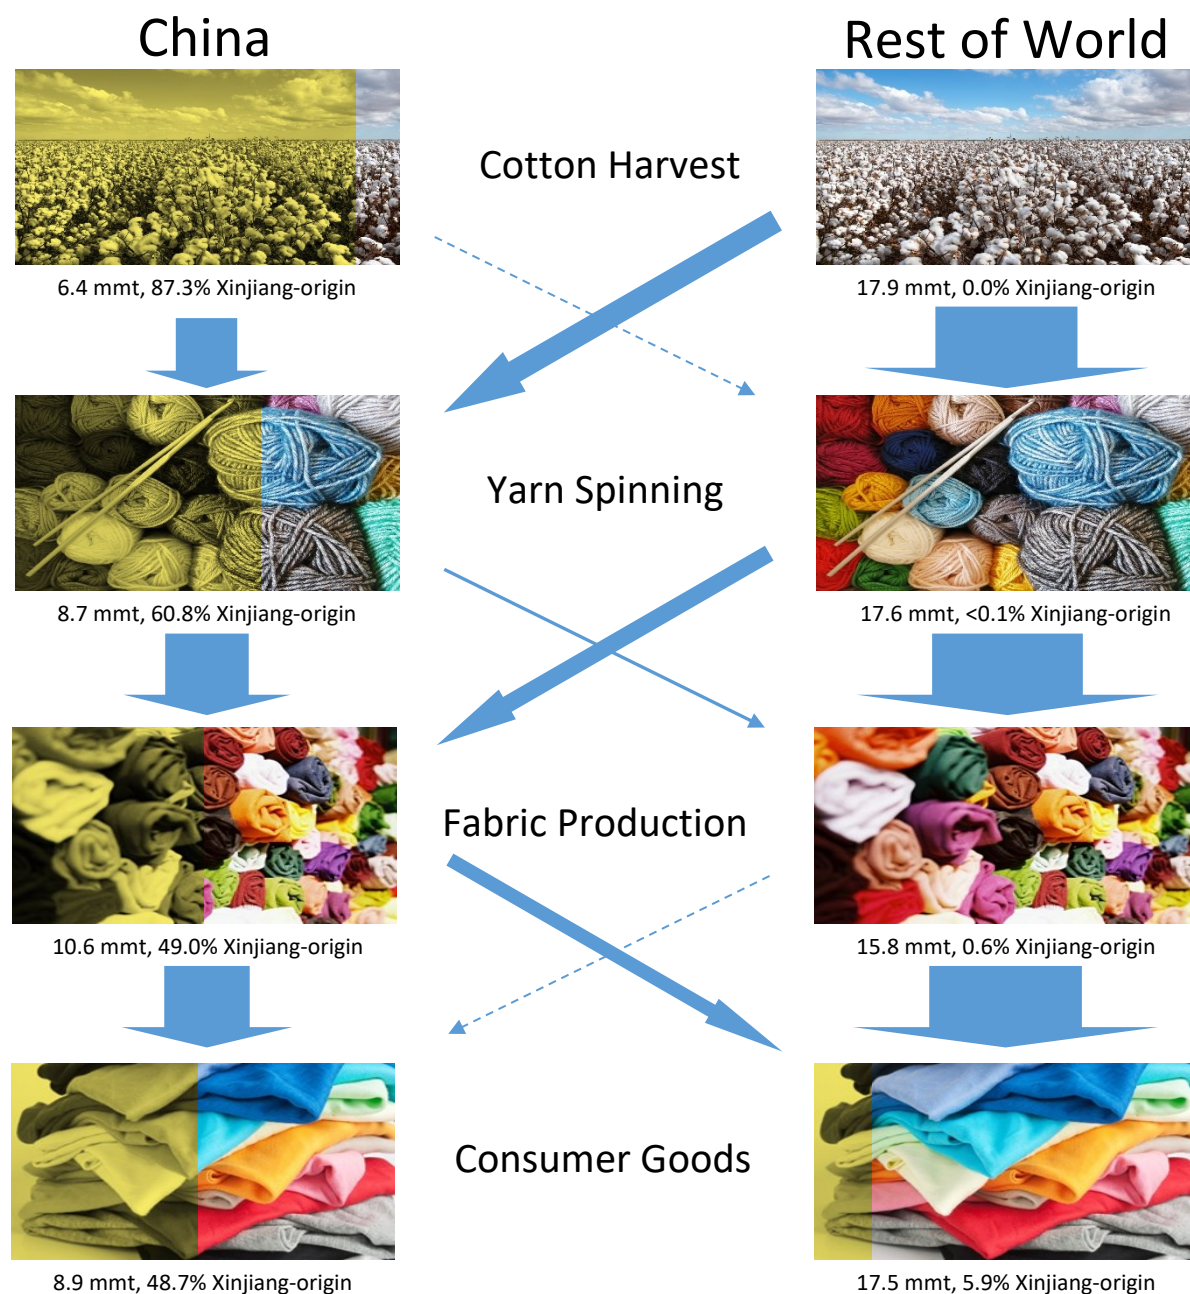 China
Rest of World
Cotton Harvest
6.4 mmt, 87.3% Xinjiang-origin
17.9 mmt, 0.0% Xinjiang-origin
Yarn Spinning
8.7 mmt, 60.8% Xinjiang-origin
17.6 mmt, <0.1% Xinjiang-origin
Fabric Production
10.6 mmt, 49.0% Xinjiang-origin
15.8 mmt, 0.6% Xinjiang-origin
Consumer Goods
8.9 mmt, 48.7% Xinjiang-origin
17.5 mmt, 5.9% Xinjiang-origin